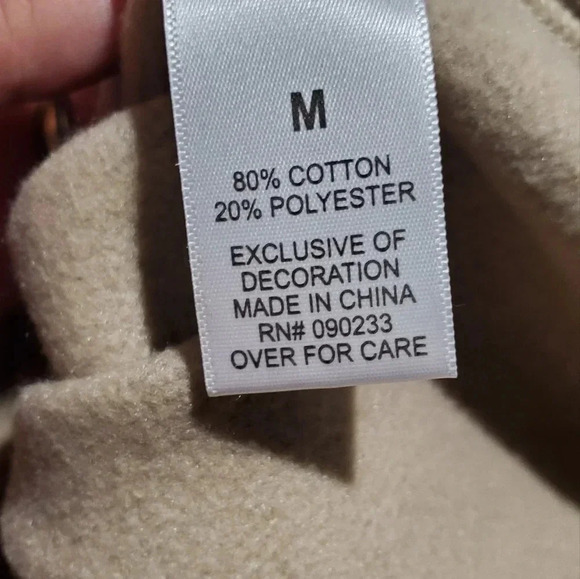 M
80% COTTON
20% POLYESTER
EXCLUSIVE OF
DECORATION
MADE IN CHINA
RN# 090233
OVER FOR CARE